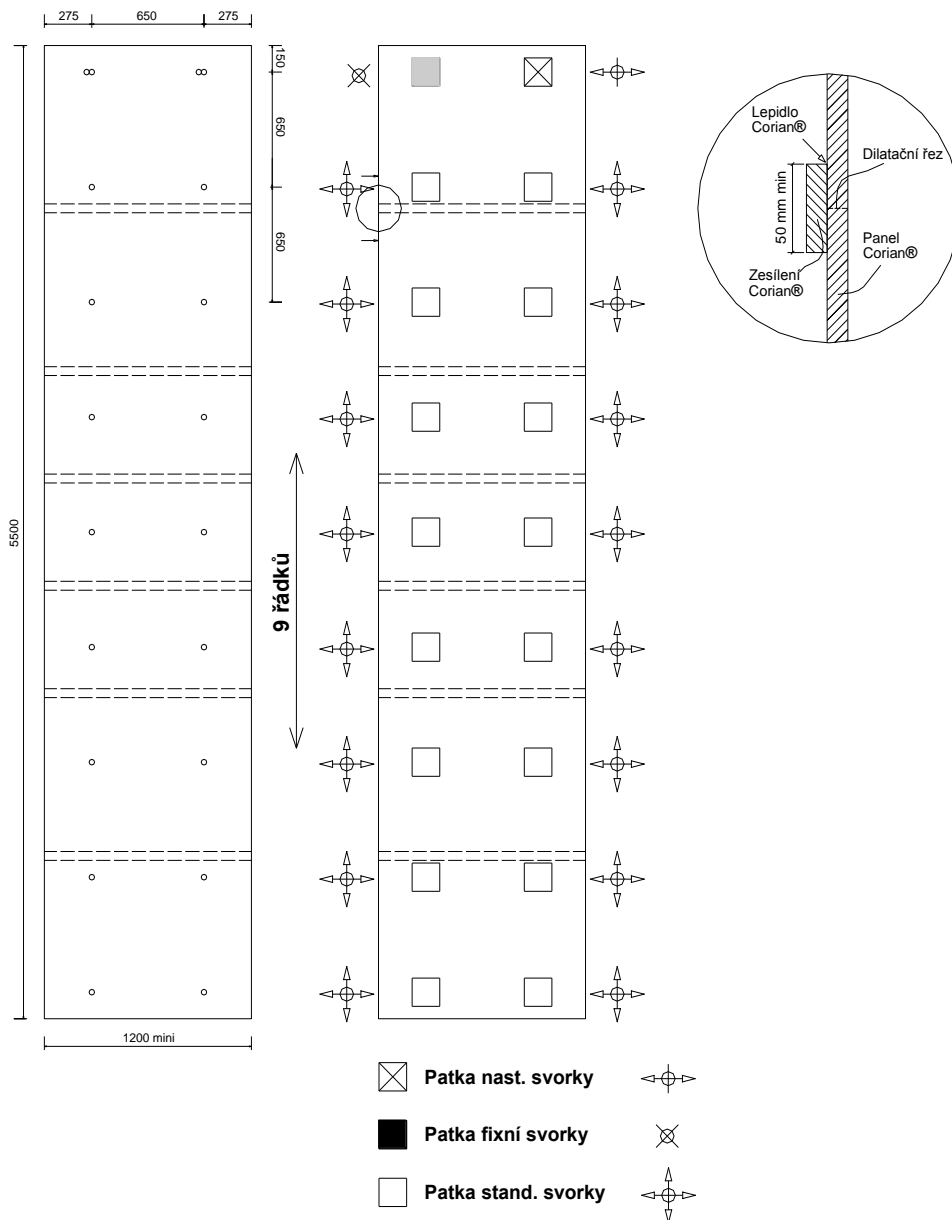 275 650 275
150
650
650
5500
9 řádků
1200 mini
Lepidlo
Corian®
Dilatační řez
50 mm min
Panel
Corian®
Zesílení
Corian®
Patka nast. svorky
Patka fixní svorky
Patka stand. svorky